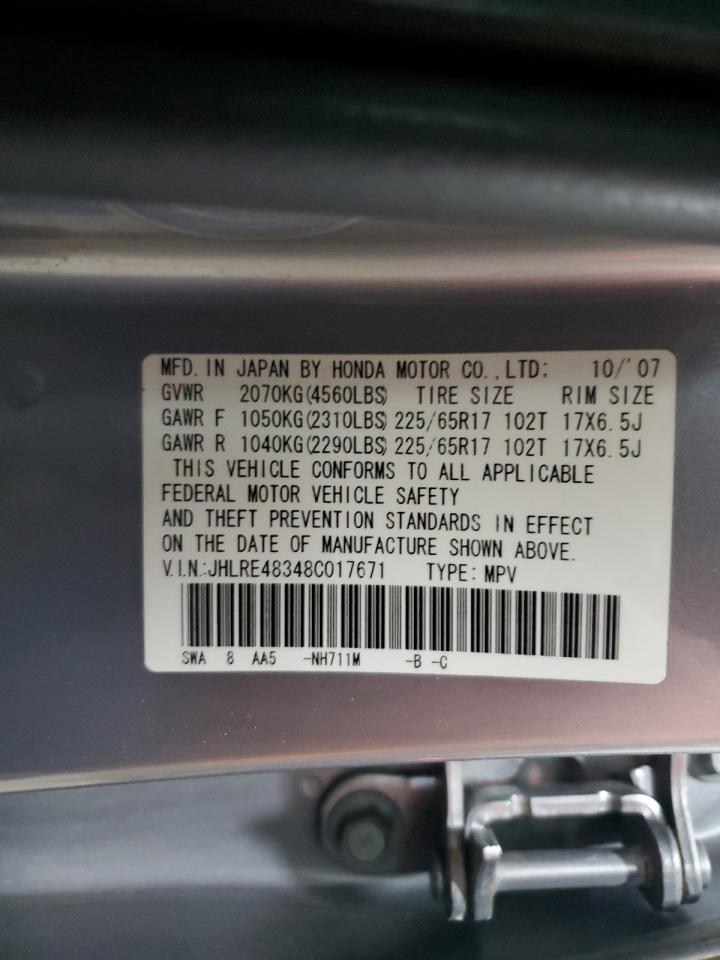 MFD. IN JAPAN BY HONDA MOTOR CO., LTD: 10/'07
GVWR 2070KG(4560LBS) TIRE SIZE RIM SIZE
GAWR F 1050KG(2310LBS) 225/65R17 102T 17X6.5J
GAWR R 1040KG(2290LBS) 225/65R17 102T 17X6.5J
THIS VEHICLE CONFORMS TO ALL APPLICABLE
FEDERAL MOTOR VEHICLE SAFETY
AND THEFT PREVENTION STANDARDS IN EFFECT
ON THE DATE OF MANUFACTURE SHOWN ABOVE.
V.I.N.:JHLRE48348C017671 TYPE: MPV
SWA 8 AA5 -NH711M -B -C